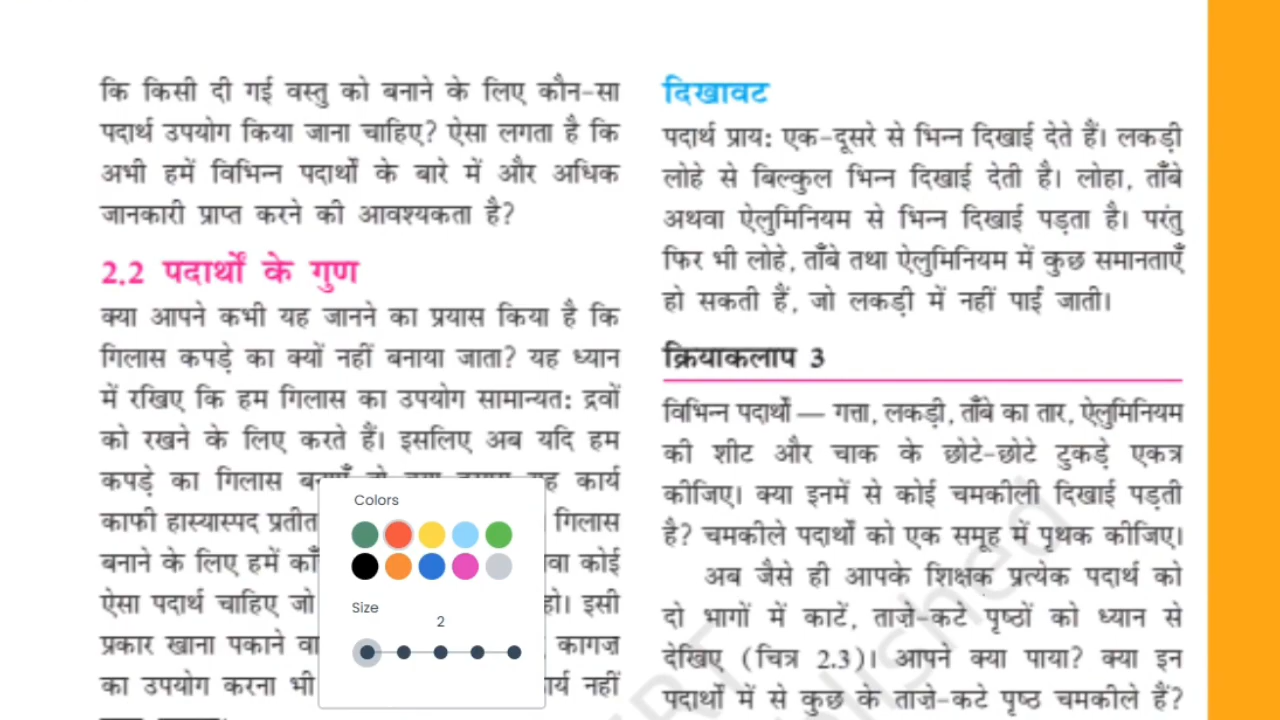 कि किसी दी गई वस्तु को बनाने के लिए कौन-सा
पदार्थ उपयोग किया जाना चाहिए? ऐसा लगता है कि
अभी हमें विभिन्न पदार्थों के बारे में और अधिक
जानकारी प्राप्त करने की आवश्यकता है?
2.2 पदार्थों के गुण
क्या आपने कभी यह जानने का प्रयास किया है कि
गिलास कपड़े का क्यों नहीं बनाया जाता? यह ध्यान
में रखिए कि हम गिलास का उपयोग सामान्यत: द्रवों
को रखने के लिए करते हैं। इसलिए अब यदि हम
कपड़े का गिलास कार्य
काफी हास्यास्पद प्रतीत गिलास
बनाने के लिए हमें कोई
ऐसा पदार्थ चाहिए जो हो। इसी
प्रकार खाना पकाने कागज़
का उपयोग करना भी नहीं
Colors
Size
2
दिखावट
पदार्थ प्राय: एक-दूसरे से भिन्न दिखाई देते हैं। लकड़ी
लोहे से बिल्कुल भिन्न दिखाई देती है। लोहा, ताँबे
अथवा ऐलुमिनियम से भिन्न दिखाई पड़ता है। परंतु
फिर भी लोहे, ताँबे तथा ऐलुमिनियम में कुछ समानताएँ
हो सकती हैं, जो लकड़ी में नहीं पाई जाती।
क्रियाकलाप 3
विभिन्न पदार्थों — गत्ता, लकड़ी, ताँबे का तार, ऐलुमिनियम
की शीट और चाक के छोटे-छोटे टुकड़े एकत्र
कीजिए। क्या इनमें से कोई चमकीली दिखाई पड़ती
है? चमकीले पदार्थों को एक समूह में पृथक कीजिए।
अब जैसे ही आपके शिक्षक प्रत्येक पदार्थ को
दो भागों में काटें, ताज़े-कटे पृष्ठों को ध्यान से
देखिए (चित्र 2.3)। आपने क्या पाया? क्या इन
पदार्थों में से कुछ के ताज़े-कटे पृष्ठ चमकीले हैं?